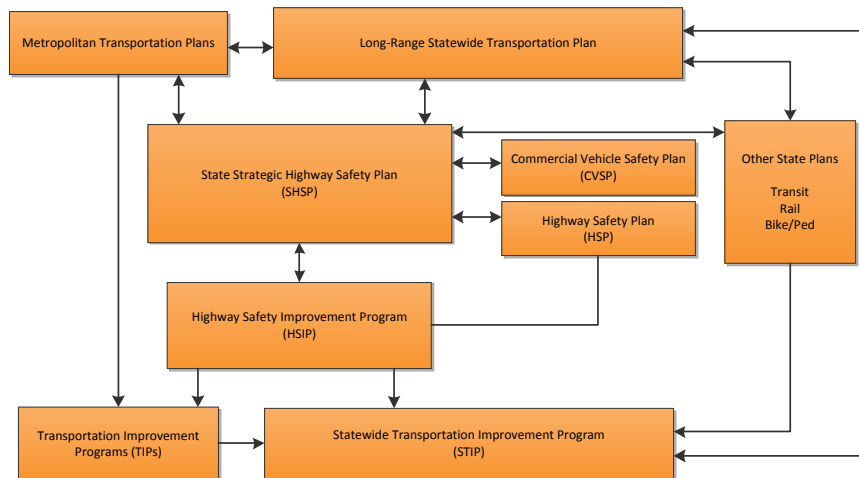 Metropolitan Transportation Plans
Long-Range Statewide Transportation Plan
State Strategic Highway Safety Plan
(SHSP)
Commercial Vehicle Safety Plan
(CVSP)
Highway Safety Plan
(HSP)
Other State Plans
Transit
Rail
Bike/Ped
Highway Safety Improvement Program
(HSIP)
Transportation Improvement
Programs (TIPs)
Statewide Transportation Improvement Program
(STIP)